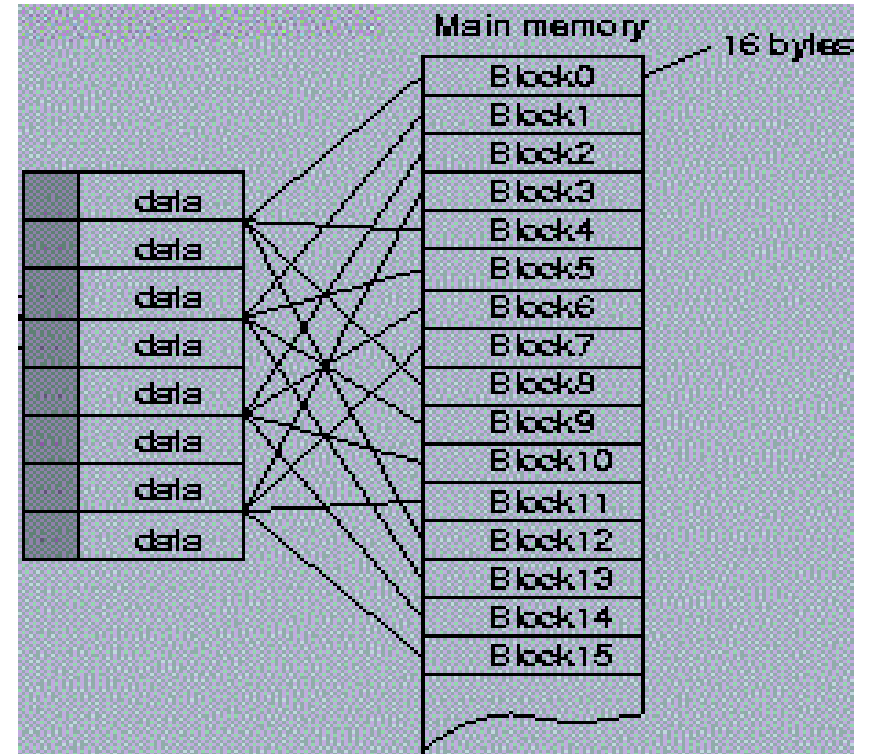 Main memory
16 bytes
Block0
Block1
Block2
Block3
Block4
Block5
Block6
Block7
Block8
Block9
Block10
Block11
Block12
Block13
Block14
Block15
data
data
data
data
data
data
data
data